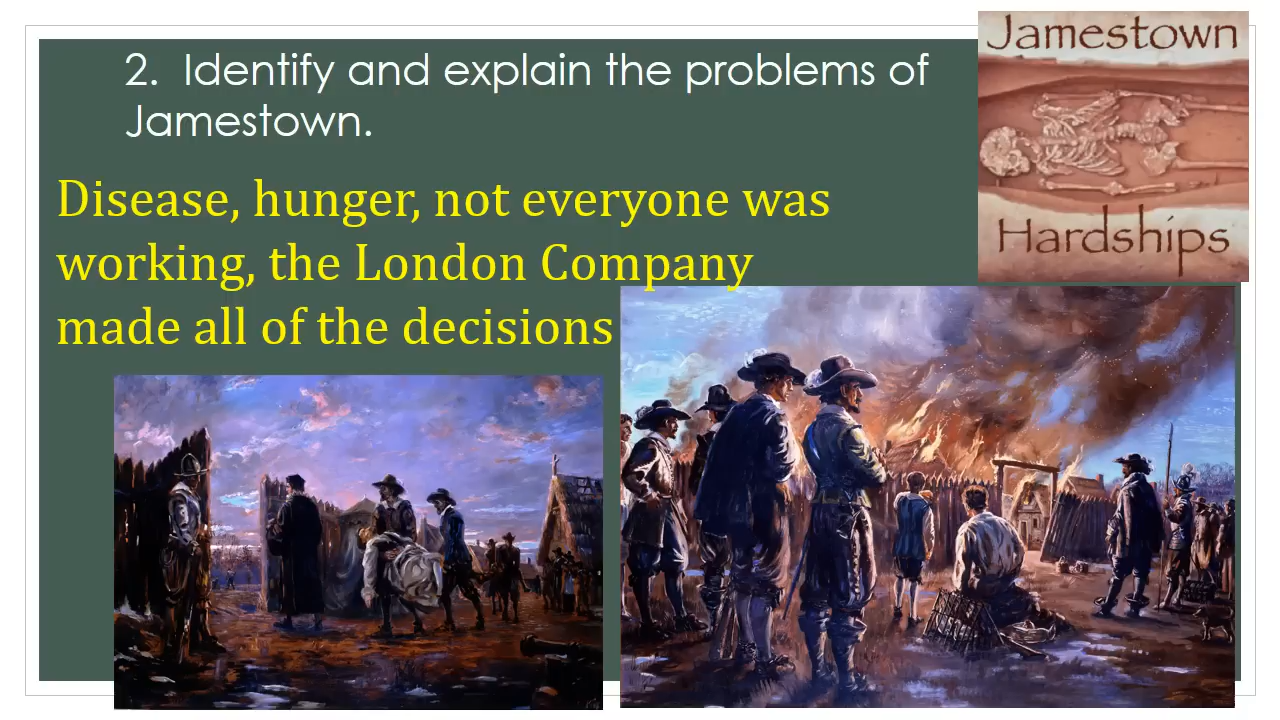 2. Identify and explain the problems of
Jamestown.
Jamestown
Hardships
Disease, hunger, not everyone was
working, the London Company
made all of the decisions